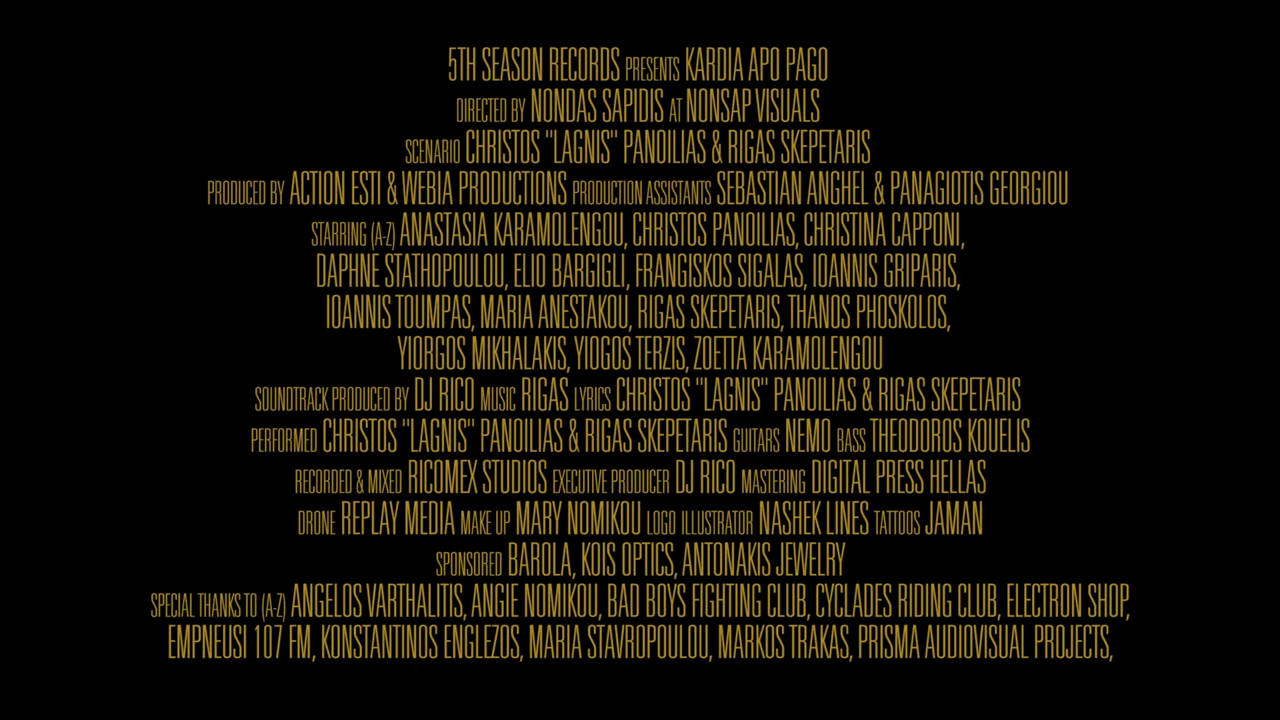 5TH SEASON RECORDS PRESENTS KARDIA APO PAGO
DIRECTED BY NONDAS SAPIDIS AT NONSAP VISUALS
SCENARIO CHRISTOS "LAGNIS" PANOILIAS & RIGAS SKEPETARIS
PRODUCED BY ACTION ESTI & WEBIA PRODUCTIONS PRODUCTION ASSISTANTS SEBASTIAN ANGHEL & PANAGIOTIS GEORGIOU
STARRING (A-Z) ANASTASIA KARAMOLENGOU, CHRISTOS PANOILIAS, CHRISTINA CAPPONI,
DAPHNE STATHOPOULOU, ELIO BARGIGLI, FRANGISKOS SIGALAS, IOANNIS GRIPARIS,
IOANNIS TOUMPAS, MARIA ANESTAKOU, RIGAS SKEPETARIS, THANOS PHOSKOLOS,
YIORGOS MIKHALAKIS, YIOGOS TERZIS, ZOETTA KARAMOLENGOU
SOUNDTRACK PRODUCED BY DJ RICO MUSIC RIGAS LYRICS CHRISTOS "LAGNIS" PANOILIAS & RIGAS SKEPETARIS
PERFORMED CHRISTOS "LAGNIS" PANOILIAS & RIGAS SKEPETARIS GUITARS NEMO BASS THEODOROS KOUELIS
RECORDED & MIXED RICOMEX STUDIOS EXECUTIVE PRODUCER DJ RICO MASTERING DIGITAL PRESS HELLAS
DRONE REPLAY MEDIA MAKE UP MARY NOMIKOU LOGO ILLUSTRATOR NASHEK LINES TATTOOS JAMAN
SPONSORED BAROLA, KOIS OPTICS, ANTONAKIS JEWELRY
SPECIAL THANKS TO (A-Z) ANGELOS VARTHALITIS, ANGIE NOMIKOU, BAD BOYS FIGHTING CLUB, CYCLADES RIDING CLUB, ELECTRON SHOP,
EMPNEUSI 107 FM, KONSTANTINOS ENGLEZOS, MARIA STAVROPOULOU, MARKOS TRAKAS, PRISMA AUDIOVISUAL PROJECTS,